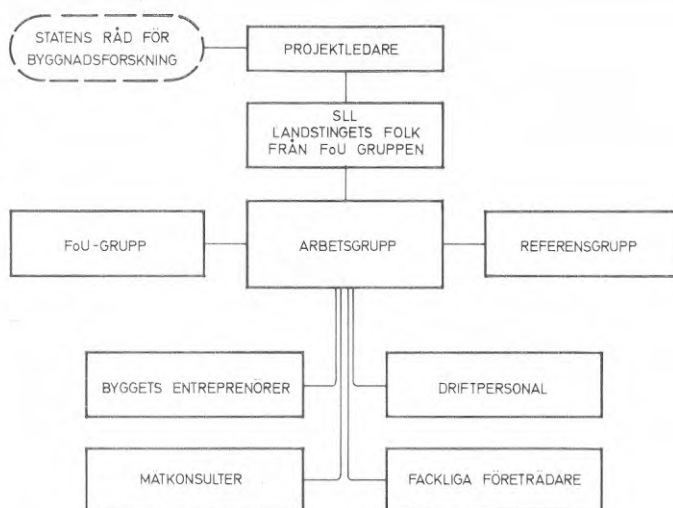 STATENS RÅD FÖR
BYGGNADSFORSKNING
PROJEKTLEDARE
SLL
LANDSTINGETS FOLK
FRÅN FoU GRUPPEN
FoU-GRUPP
ARBETSGRUPP
REFERENSGRUPP
BYGGETS ENTREPRENÖRER
DRIFTPERSONAL
MÄTKONSULTER
FACKLIGA FÖRETRÄDARE